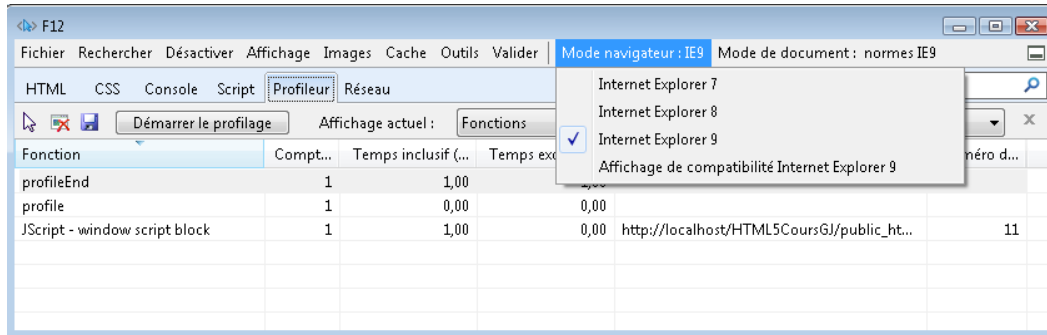 F12
Fichier Rechercher Désactiver Affichage Images Cache Outils Valider Mode navigateur : IE9 Mode de document : normes IE9
HTML CSS Console Script Profileur Réseau
Internet Explorer 7
Internet Explorer 8
Internet Explorer 9
Affichage de compatibilité Internet Explorer 9
Démarrer le profilage Affichage actuel : Fonctions
Fonction Compt... Temps inclusif (... Temps exc méro d...
profileEnd 1 1,00 1,00
profile 1 0,00 0,00
JScript - window script block 1 1,00 0,00 http://localhost/HTML5CoursGJ/public_ht... 11